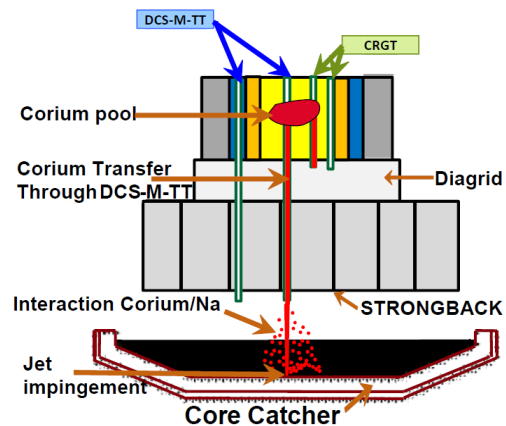 DCS-M-TT
CRGT
Corium pool
Corium Transfer
Through DCS-M-TT
Diagrid
Interaction Corium/Na
STRONGBACK
Jet
impingement
Core Catcher